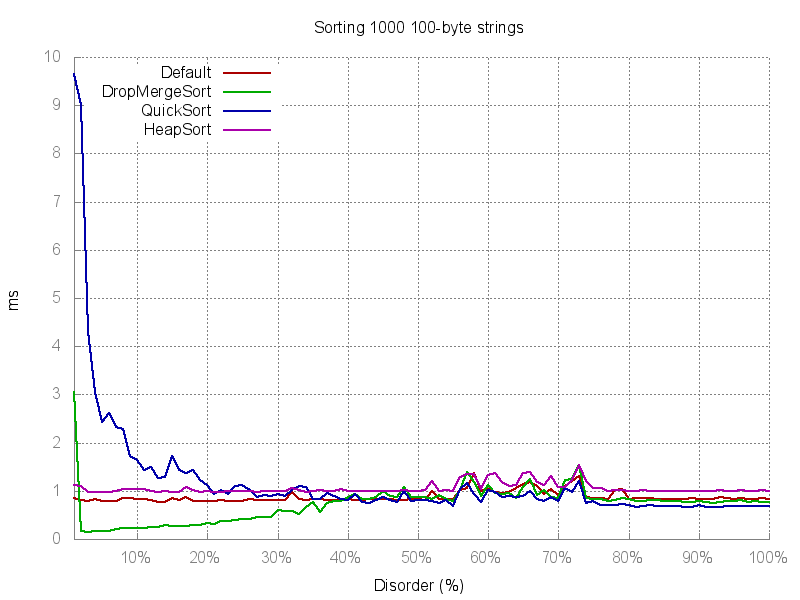 Sorting 1000 100-byte strings
Default
DropMergeSort
QuickSort
HeapSort
10
9
8
7
6
5
4
3
2
1
0
ms
10% 20% 30% 40% 50% 60% 70% 80% 90% 100%
Disorder (%)